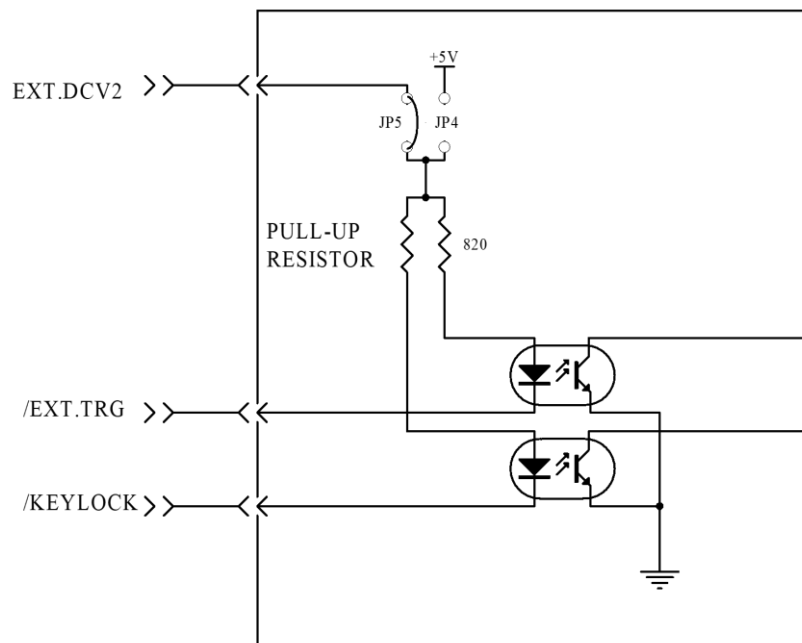 +5V
EXT.DCV2
JP5
JP4
PULL-UP
RESISTOR
820
/EXT.TRG
/KEYLOCK